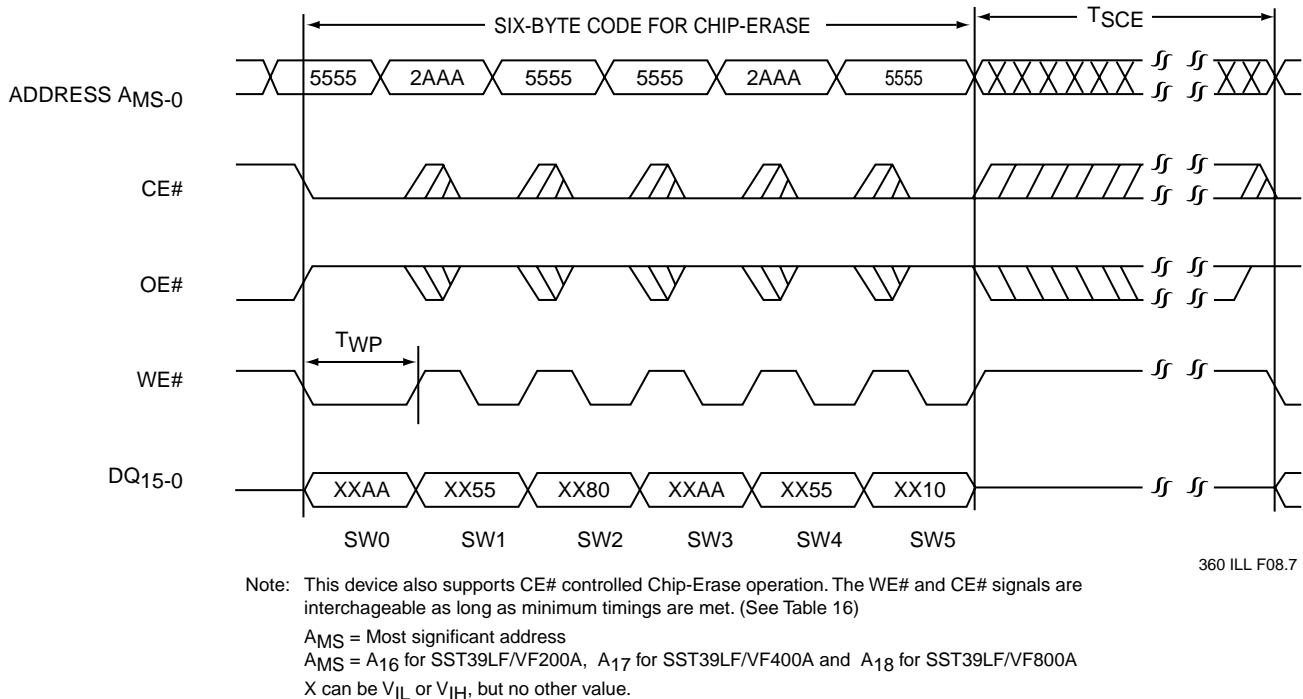 SIX-BYTE CODE FOR CHIP-ERASE TSCE
ADDRESS AMS-0 5555 2AAA 5555 5555 2AAA 5555
CE#
OE#
TWP
WE#
DQ15-0 XXAA XX55 XX80 XXAA XX55 XX10
SW0 SW1 SW2 SW3 SW4 SW5
360 ILL F08.7
Note: This device also supports CE# controlled Chip-Erase operation. The WE# and CE# signals are
interchageable as long as minimum timings are met. (See Table 16)
AMS = Most significant address
AMS = A16 for SST39LF/VF200A, A17 for SST39LF/VF400A and A18 for SST39LF/VF800A
X can be VIL or VIH, but no other value.